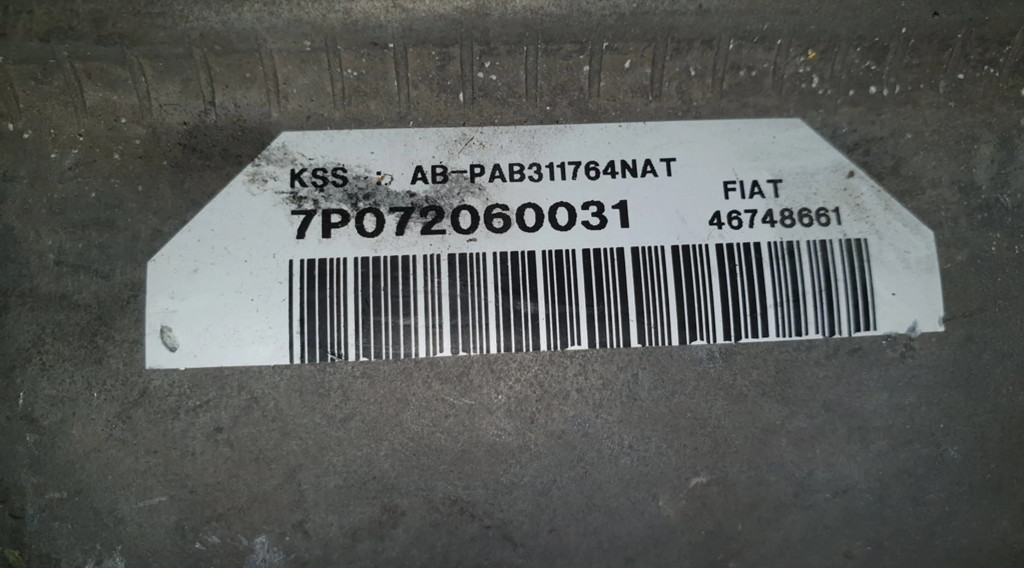 KSS : AB-PAB311764NAT
FIAT
7P072060031
46748661